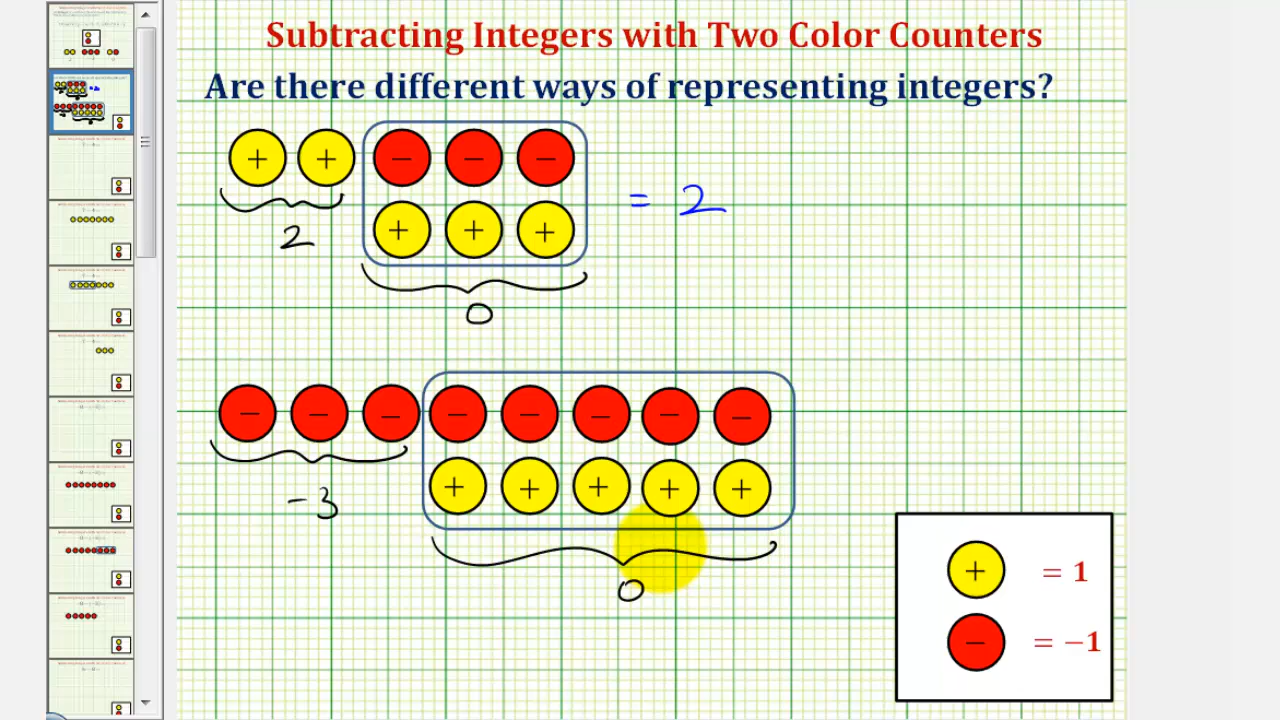 Subtracting Integers with Two Color Counters
Are there different ways of representing integers?
+ + − − −
+ + +
= 2
2
0
− − − − − − − −
+ + + + +
−3
0
+ = 1
− = −1